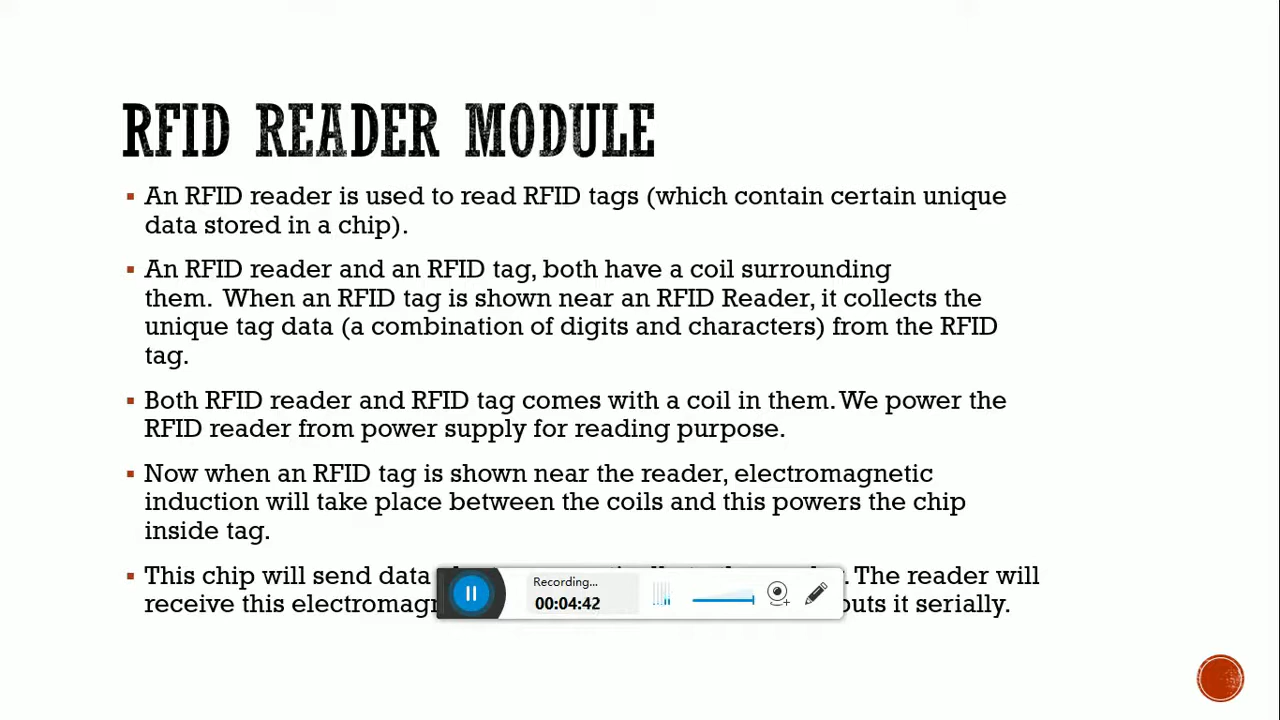 RFID READER MODULE
An RFID reader is used to read RFID tags (which contain certain unique
data stored in a chip).
An RFID reader and an RFID tag, both have a coil surrounding
them. When an RFID tag is shown near an RFID Reader, it collects the
unique tag data (a combination of digits and characters) from the RFID
tag.
Both RFID reader and RFID tag comes with a coil in them. We power the
RFID reader from power supply for reading purpose.
Now when an RFID tag is shown near the reader, electromagnetic
induction will take place between the coils and this powers the chip
inside tag.
This chip will send data . The reader will
receive this it serially.
Recording...
00:04:42